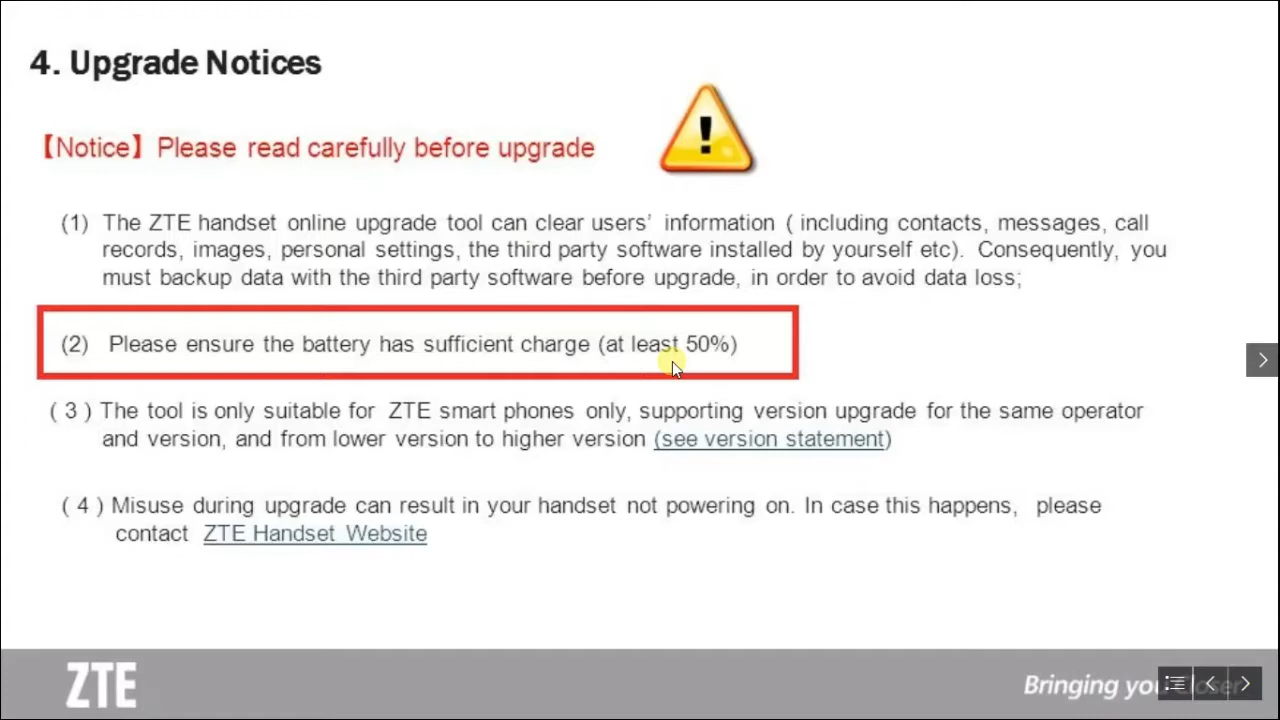 4. Upgrade Notices
【Notice】Please read carefully before upgrade
(1) The ZTE handset online upgrade tool can clear users’ information ( including contacts, messages, call
records, images, personal settings, the third party software installed by yourself etc). Consequently, you
must backup data with the third party software before upgrade, in order to avoid data loss;
(2) Please ensure the battery has sufficient charge (at least 50%)
( 3 ) The tool is only suitable for ZTE smart phones only, supporting version upgrade for the same operator
and version, and from lower version to higher version (see version statement)
( 4 ) Misuse during upgrade can result in your handset not powering on. In case this happens, please
contact ZTE Handset Website
ZTE
Bringing you